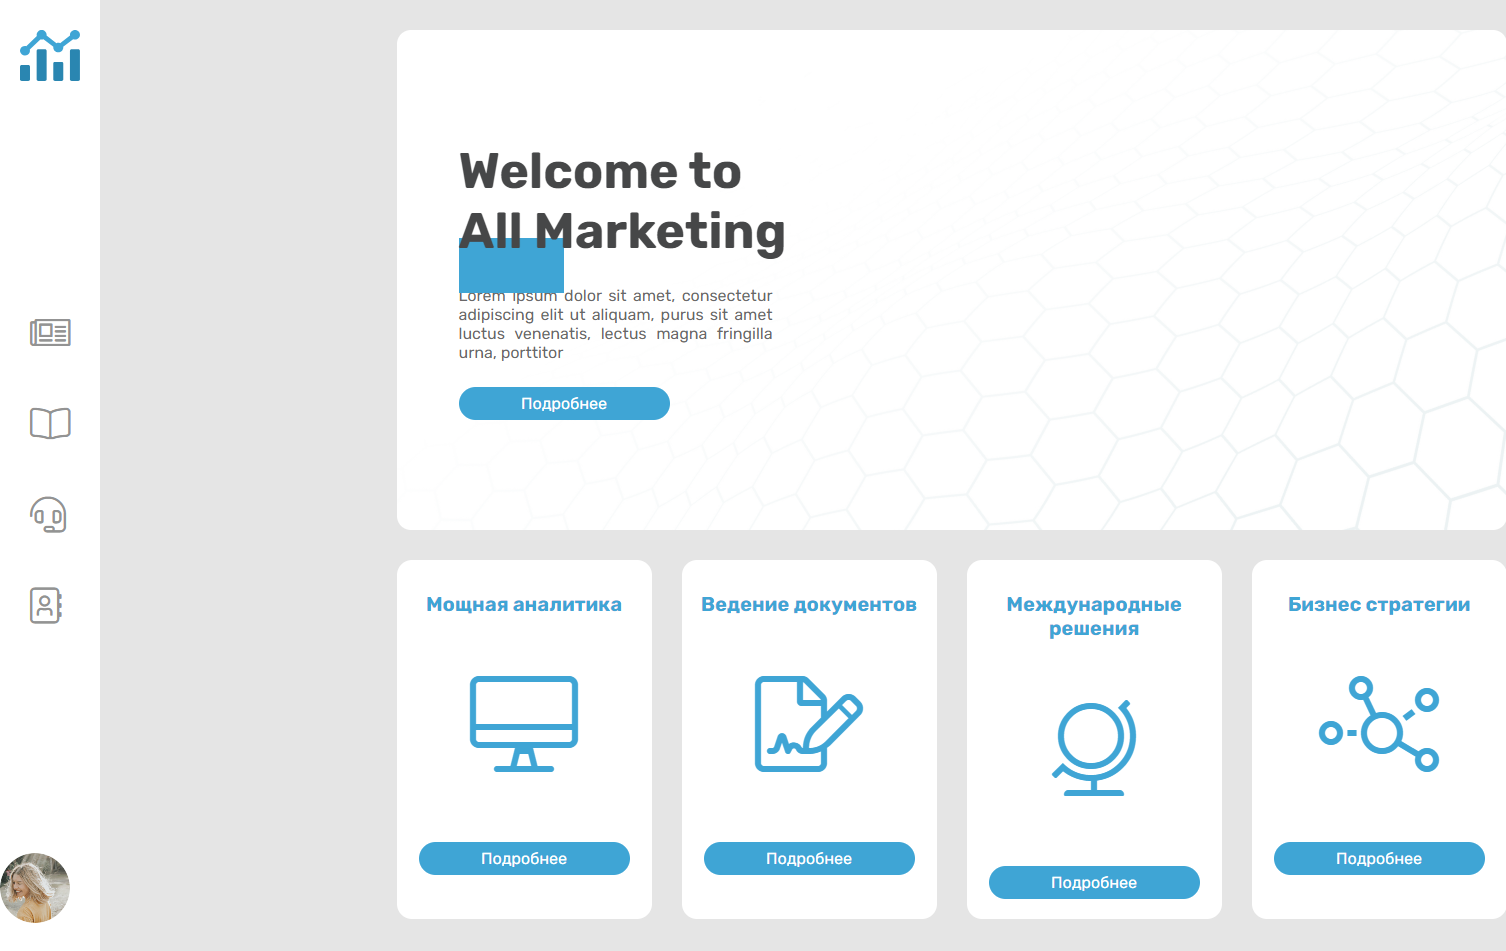 Welcome to
All Marketing
Lorem ipsum dolor sit amet, consectetur
adipiscing elit ut aliquam, purus sit amet
luctus venenatis, lectus magna fringilla
urna, porttitor
Подробнее
Мощная аналитика
Подробнее
Ведение документов
Подробнее
Международные
решения
Подробнее
Бизнес стратегии
Подробнее